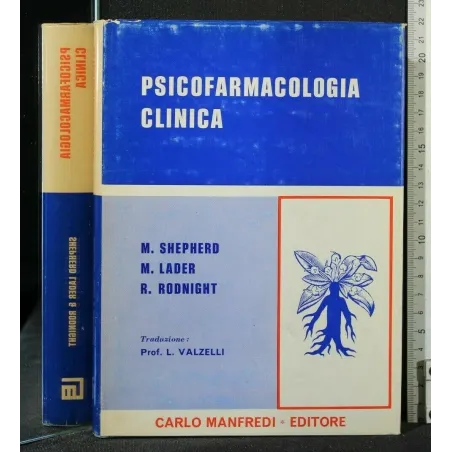 PSICOFARMACOLOGIA
CLINICA
M. SHEPHERD
M. LADER
R. RODNIGHT
Traduzione :
Prof. L. VALZELLI
CARLO MANFREDI - EDITORE
CLINICA
PSICOFARMACOLOGIA
SHEPHERD LADER & RODNIGHT